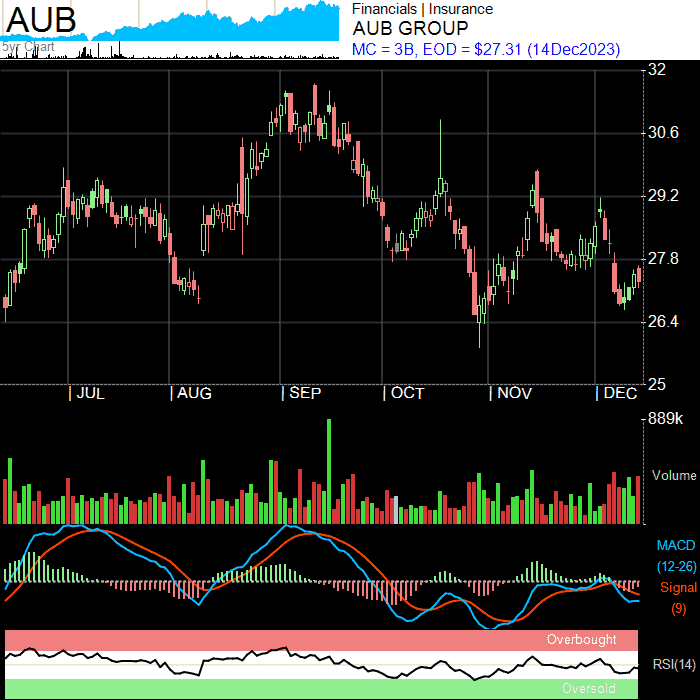 AUB
5yr Chart
Financials | Insurance
AUB GROUP
MC = 3B, EOD = $27.31 (14Dec2023)
32
30.6
29.2
27.8
26.4
25
| JUL | AUG | SEP | OCT | NOV | DEC
889k
Volume
MACD
(12-26)
Signal
(9)
Overbought
RSI(14)
Oversold